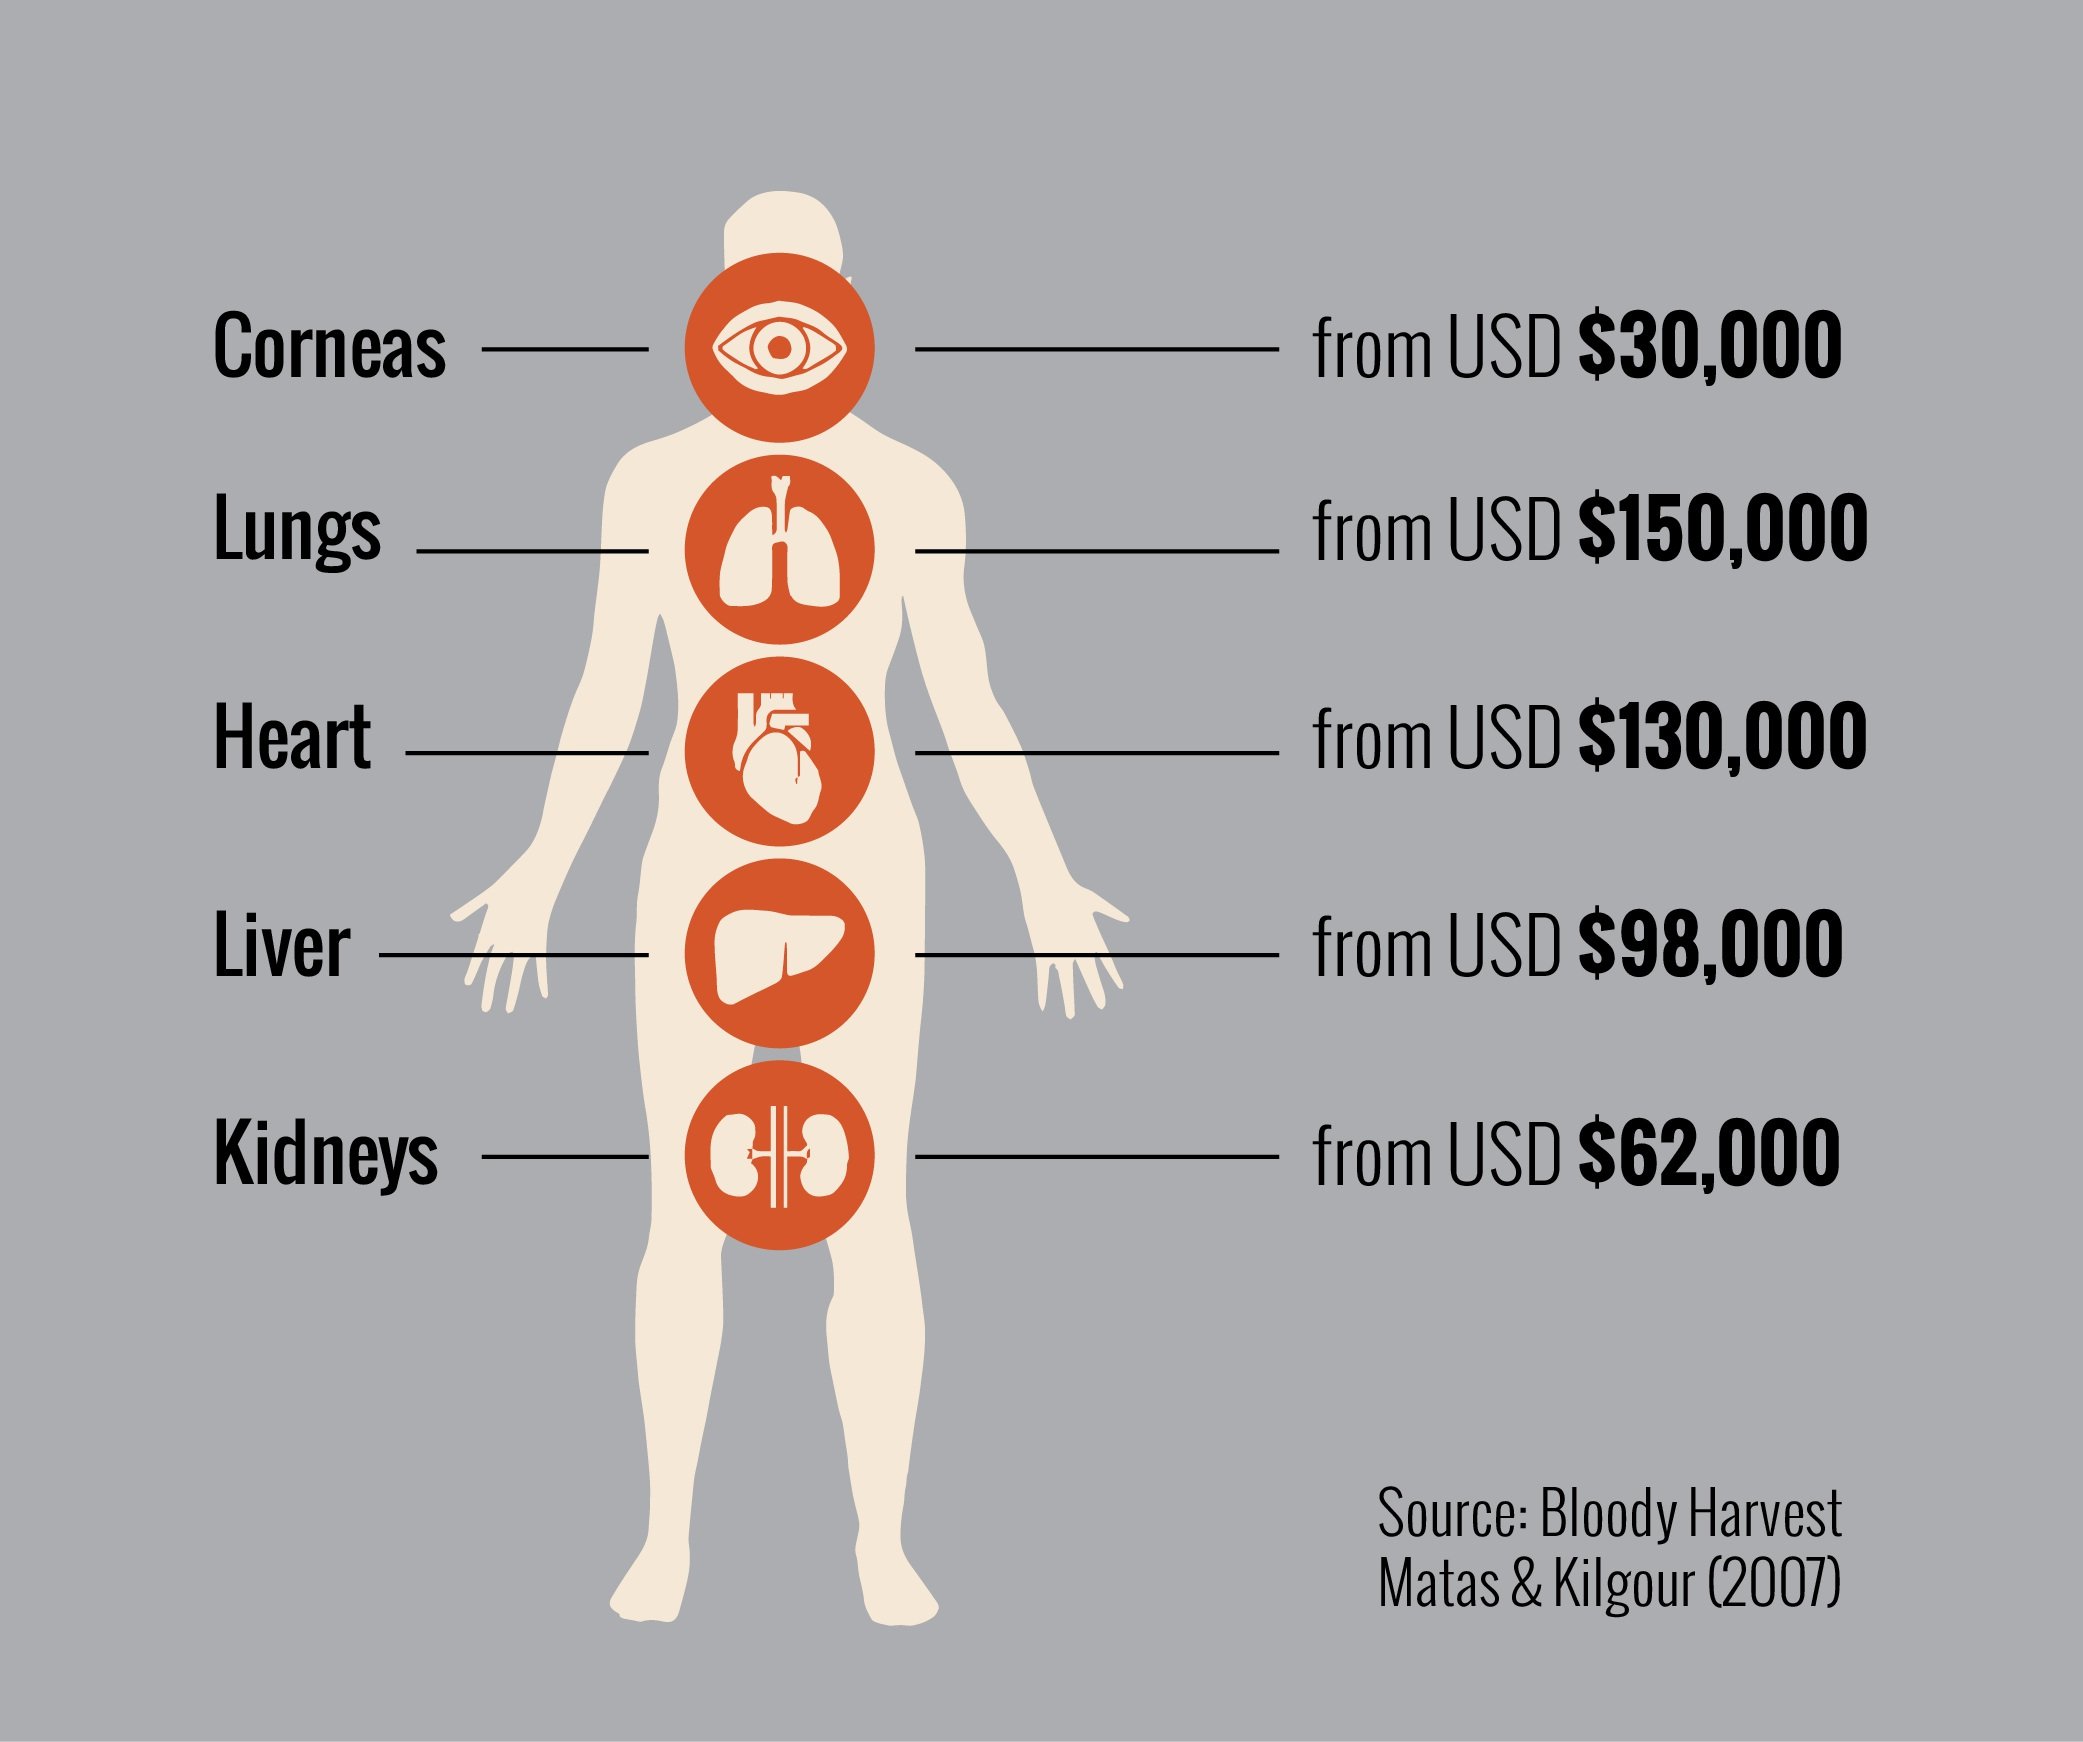 Corneas from USD $30,000
Lungs from USD $150,000
Heart from USD $130,000
Liver from USD $98,000
Kidneys from USD $62,000
Source: Bloody Harvest
Matas & Kilgour (2007)